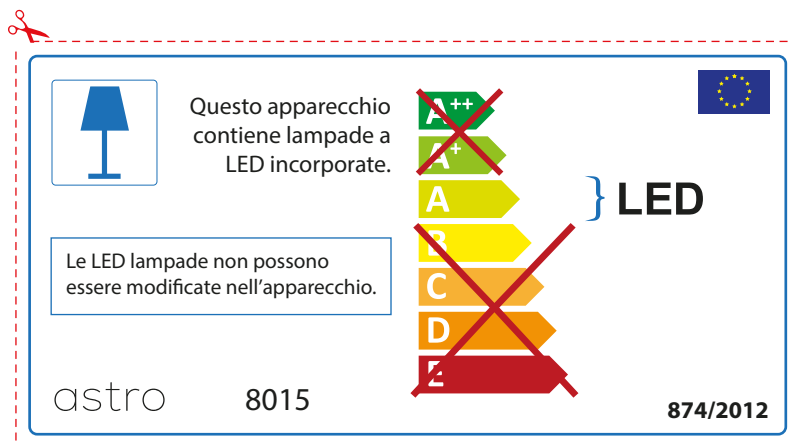 Questo apparecchio
contiene lampade a
LED incorporate.
Le LED lampade non possono
essere modificate nell'apparecchio.
A++
A+
A
B
C
D
E
LED
astro
8015
874/2012